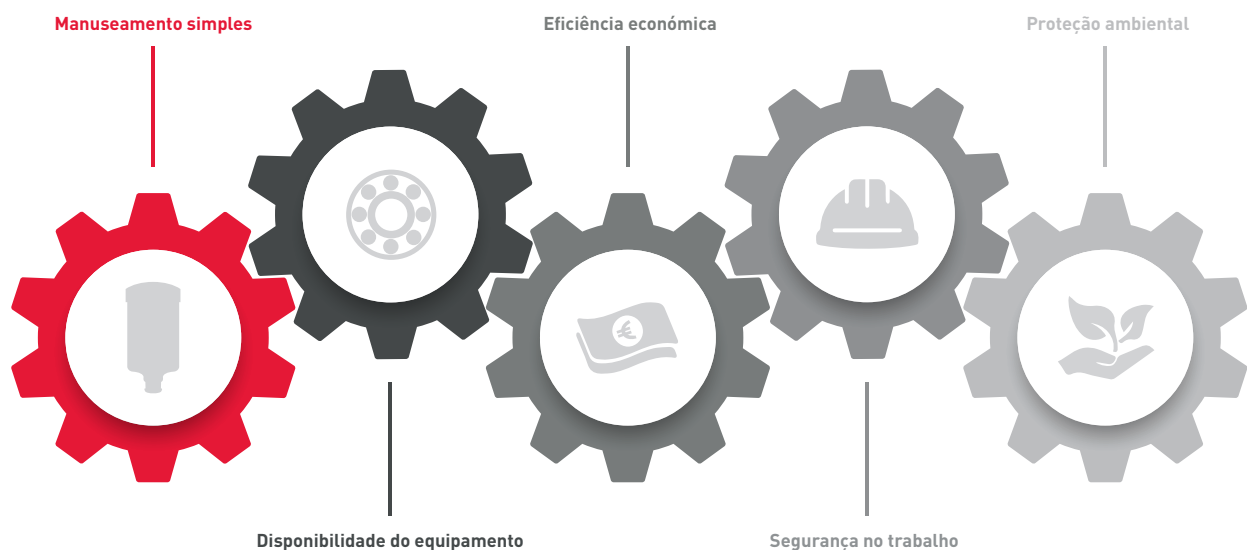 Manuseamento simples
Eficiência económica
Proteção ambiental
€
Disponibilidade do equipamento
Segurança no trabalho